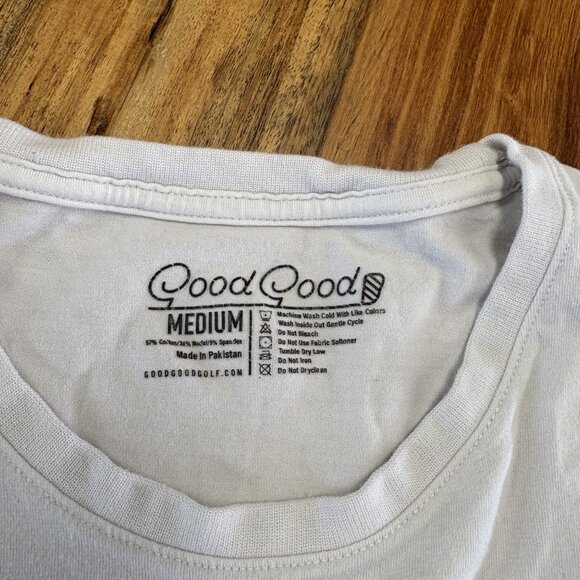 Good Good
MEDIUM
57% Cotton/38% Modal/5% Spandex
Made In Pakistan
GOODGOODGOLF.COM
Machine Wash Cold With Like Colors
Wash Inside Out Gentle Cycle
Do Not Bleach
Do Not Use Fabric Softener
Tumble Dry Low
Do Not Iron
Do Not Dryclean